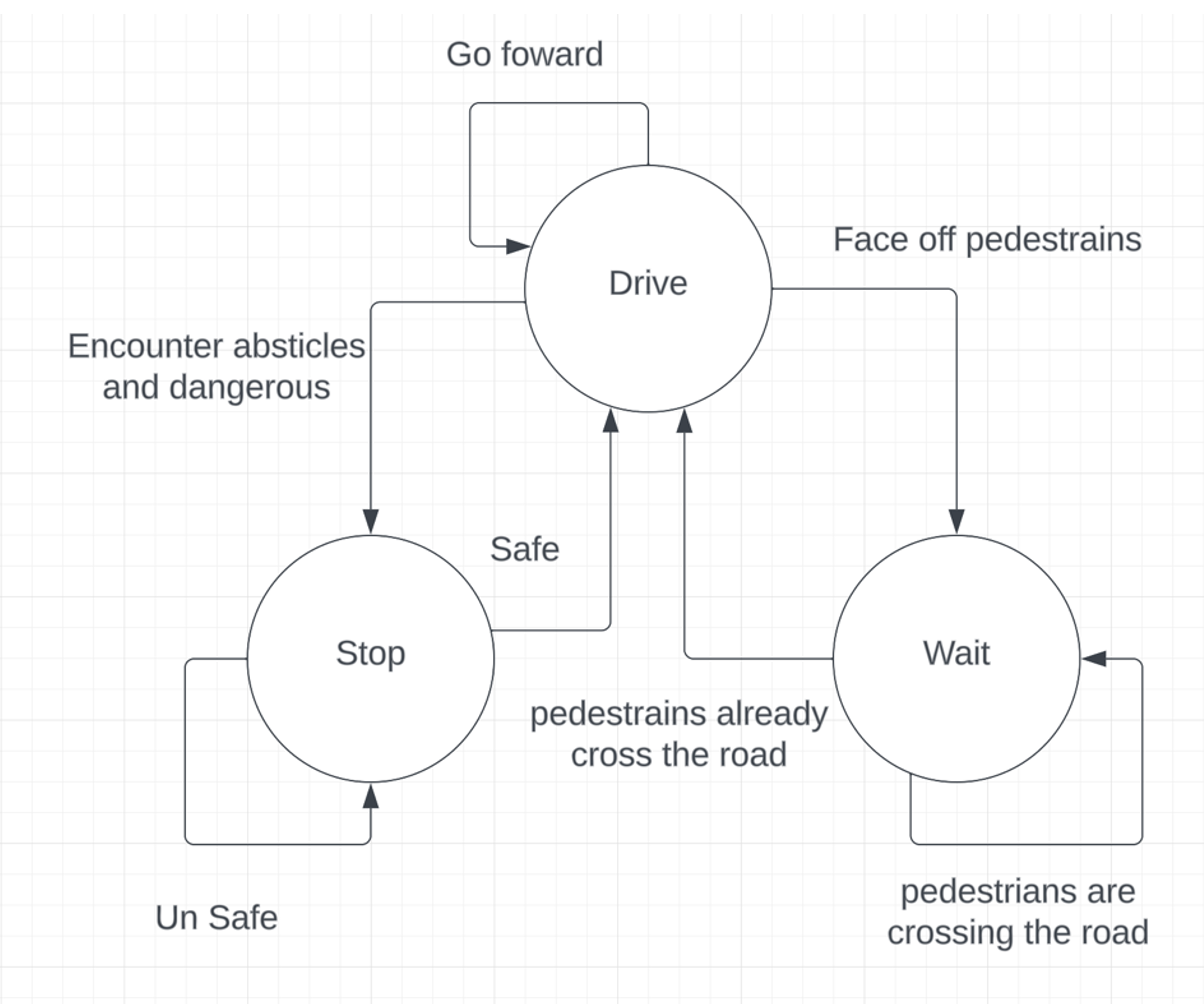 Go foward
Face off pedestrains
Drive
Encounter absticles
and dangerous
Safe
Stop
Wait
pedestrains already
cross the road
pedestrians are
crossing the road
Un Safe